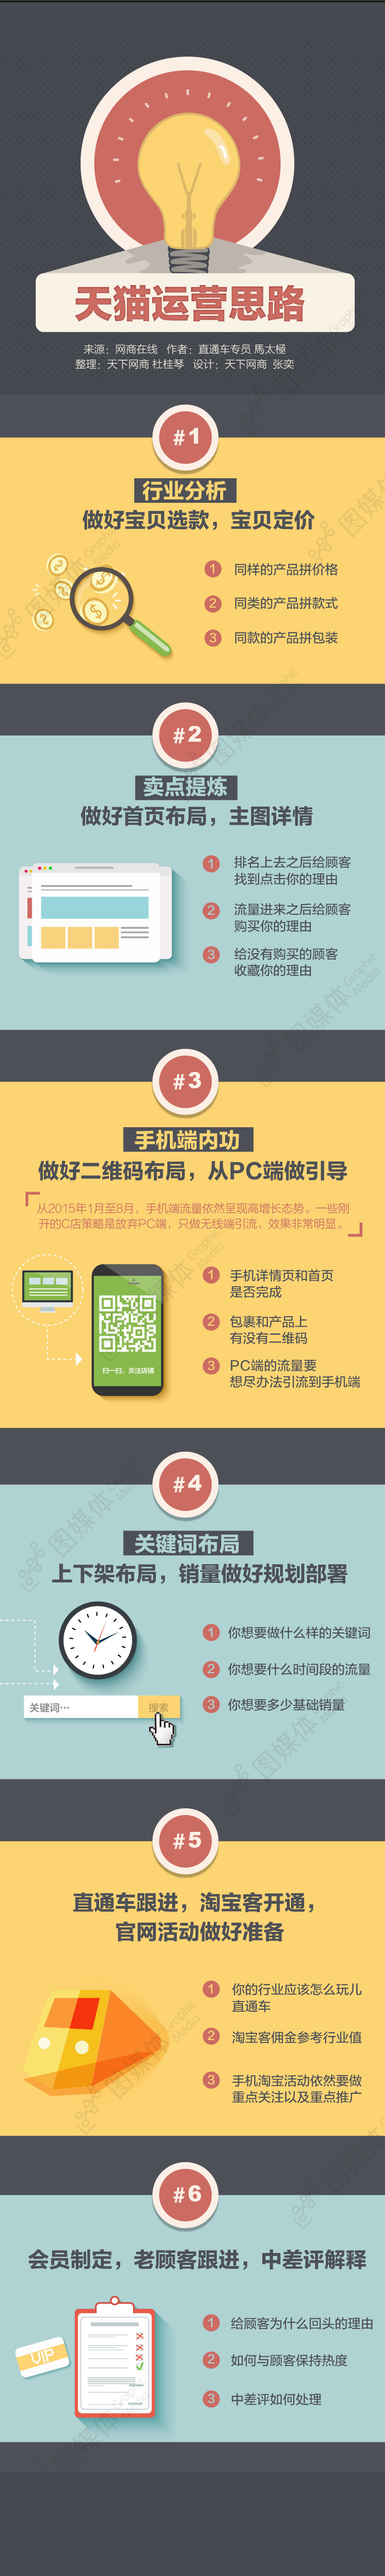 天猫运营思路
来源：网商在线 作者：直通车专员 馬太極
整理：天下网商 杜桂琴 设计：天下网商 张奕
#1
行业分析
做好宝贝选款，宝贝定价
1 同样的产品拼价格
2 同类的产品拼款式
3 同款的产品拼包装
#2
卖点提炼
做好首页布局，主图详情
1 排名上去之后给顾客
找到点击你的理由
2 流量进来之后给顾客
购买你的理由
3 给没有购买的顾客
收藏你的理由
#3
手机端内功
做好二维码布局，从PC端做引导
从2015年1月至8月，手机端流量依然呈现高增长态势。一些刚
开的C店策略是放弃PC端，只做无线端引流，效果非常明显。
1 手机详情页和首页
是否完成
2 包裹和产品上
有没有二维码
扫一扫，关注店铺
3 PC端的流量要
想尽办法引流到手机端
#4
关键词布局
上下架布局，销量做好规划部署
1 你想要做什么样的关键词
2 你想要什么时间段的流量
3 你想要多少基础销量
关键词…
搜索
#5
直通车跟进，淘宝客开通，
官网活动做好准备
1 你的行业应该怎么玩儿
直通车
2 淘宝客佣金参考行业值
3 手机淘宝活动依然要做
重点关注以及重点推广
#6
会员制定，老顾客跟进，中差评解释
1 给顾客为什么回头的理由
VIP
2 如何与顾客保持热度
3 中差评如何处理
图媒体 Graphic Media